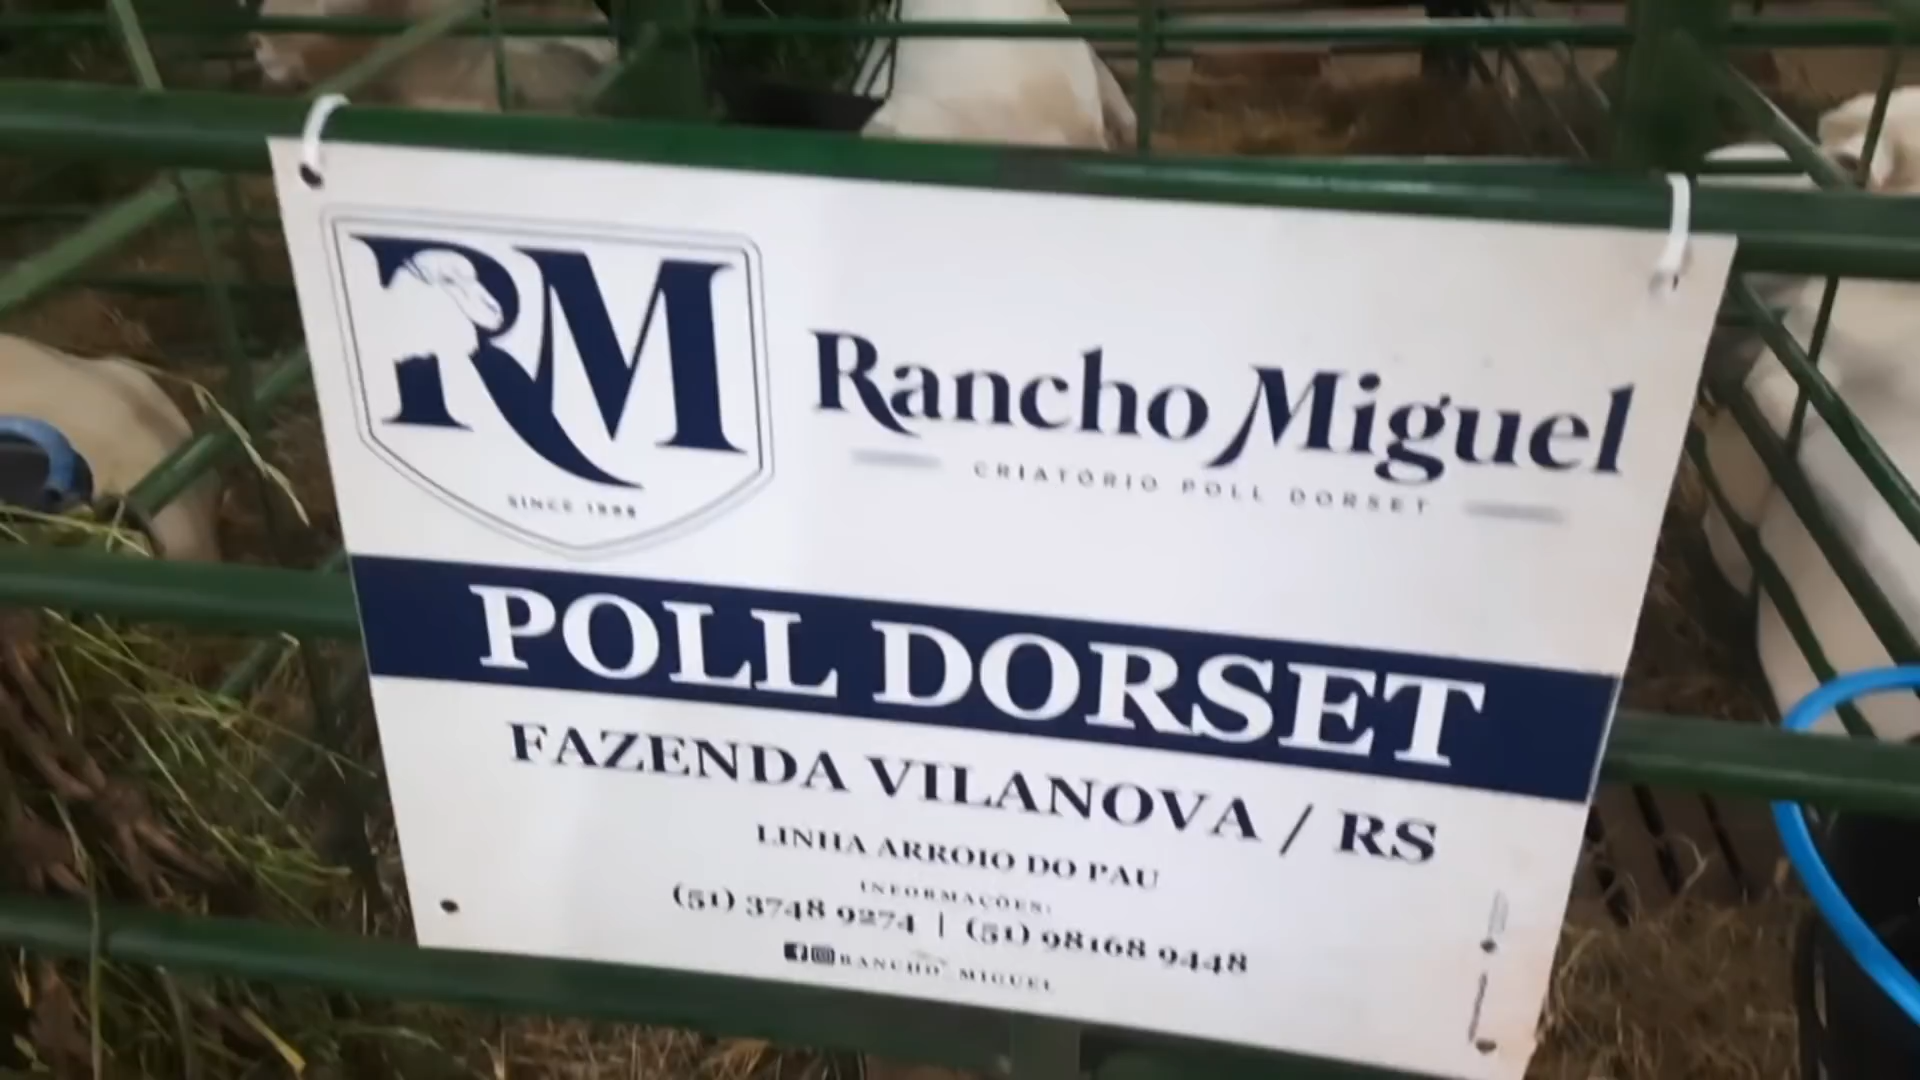 RM
SINCE 1988
Rancho Miguel
CRIATÓRIO POLL DORSET
POLL DORSET
FAZENDA VILANOVA / RS
LINHA ARROIO DO PAU
INFORMAÇÕES:
(51) 3748 9274 | (51) 98168 9448
RANCHO MIGUEL